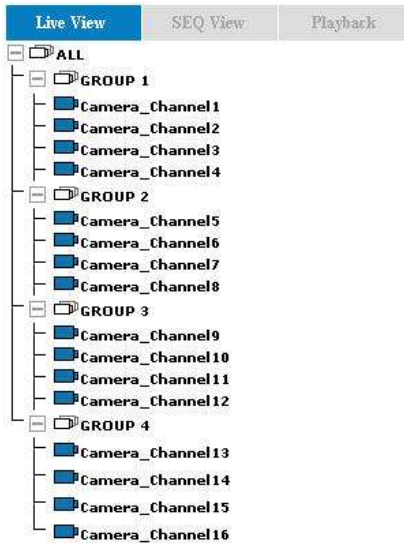 Live View SEQ View Playback
ALL
GROUP 1
Camera_Channel1
Camera_Channel2
Camera_Channel3
Camera_Channel4
GROUP 2
Camera_Channel5
Camera_Channel6
Camera_Channel7
Camera_Channel8
GROUP 3
Camera_Channel9
Camera_Channel10
Camera_Channel11
Camera_Channel12
GROUP 4
Camera_Channel13
Camera_Channel14
Camera_Channel15
Camera_Channel16